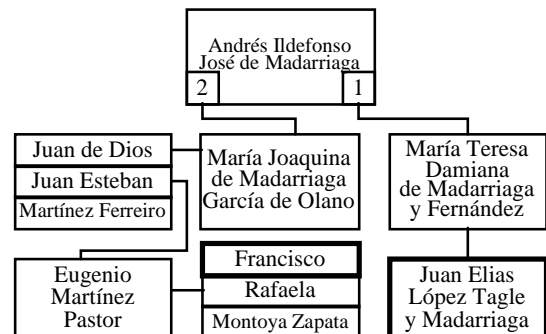 Andrés Ildefonso
José de Madarriaga
2
1
Juan de Dios
Juan Esteban
Martínez Ferreiro
María Joaquina
de Madarriaga
García de Olano
María Teresa
Damiana
de Madarriaga
y Fernández
Eugenio
Martínez
Pastor
Francisco
Rafaela
Montoya Zapata
Juan Elias
López Tagle
y Madarriaga